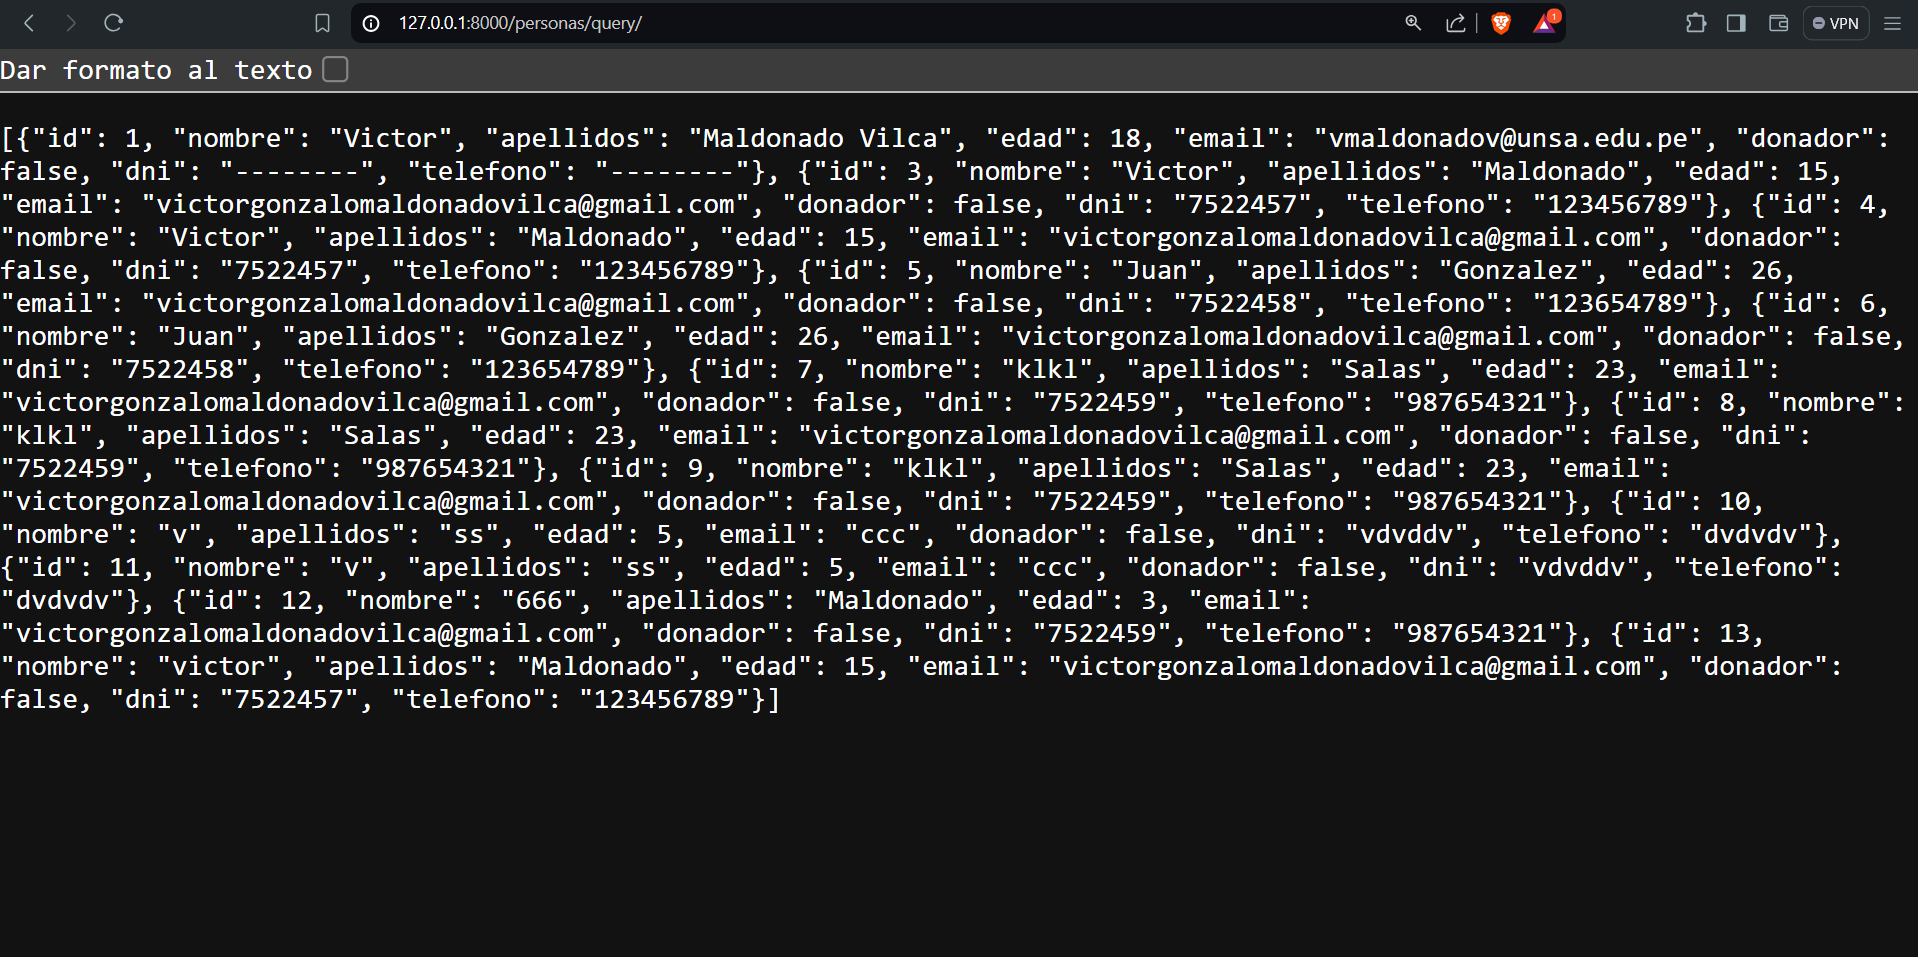 127.0.0.1:8000/personas/query/
1
VPN
Dar formato al texto
[{"id": 1, "nombre": "Victor", "apellidos": "Maldonado Vilca", "edad": 18, "email": "vmaldonadov@unsa.edu.pe", "donador":
false, "dni": "--------", "telefono": "--------"}, {"id": 3, "nombre": "Victor", "apellidos": "Maldonado", "edad": 15,
"email": "victorgonzalomaldonadovilca@gmail.com", "donador": false, "dni": "7522457", "telefono": "123456789"}, {"id": 4,
"nombre": "Victor", "apellidos": "Maldonado", "edad": 15, "email": "victorgonzalomaldonadovilca@gmail.com", "donador":
false, "dni": "7522457", "telefono": "123456789"}, {"id": 5, "nombre": "Juan", "apellidos": "Gonzalez", "edad": 26,
"email": "victorgonzalomaldonadovilca@gmail.com", "donador": false, "dni": "7522458", "telefono": "123654789"}, {"id": 6,
"nombre": "Juan", "apellidos": "Gonzalez", "edad": 26, "email": "victorgonzalomaldonadovilca@gmail.com", "donador": false,
"dni": "7522458", "telefono": "123654789"}, {"id": 7, "nombre": "klkl", "apellidos": "Salas", "edad": 23, "email":
"victorgonzalomaldonadovilca@gmail.com", "donador": false, "dni": "7522459", "telefono": "987654321"}, {"id": 8, "nombre":
"klkl", "apellidos": "Salas", "edad": 23, "email": "victorgonzalomaldonadovilca@gmail.com", "donador": false, "dni":
"7522459", "telefono": "987654321"}, {"id": 9, "nombre": "klkl", "apellidos": "Salas", "edad": 23, "email":
"victorgonzalomaldonadovilca@gmail.com", "donador": false, "dni": "7522459", "telefono": "987654321"}, {"id": 10,
"nombre": "v", "apellidos": "ss", "edad": 5, "email": "ccc", "donador": false, "dni": "vdvddv", "telefono": "dvdvdv"},
{"id": 11, "nombre": "v", "apellidos": "ss", "edad": 5, "email": "ccc", "donador": false, "dni": "vdvddv", "telefono":
"dvdvdv"}, {"id": 12, "nombre": "666", "apellidos": "Maldonado", "edad": 3, "email":
"victorgonzalomaldonadovilca@gmail.com", "donador": false, "dni": "7522459", "telefono": "987654321"}, {"id": 13,
"nombre": "victor", "apellidos": "Maldonado", "edad": 15, "email": "victorgonzalomaldonadovilca@gmail.com", "donador":
false, "dni": "7522457", "telefono": "123456789"}]